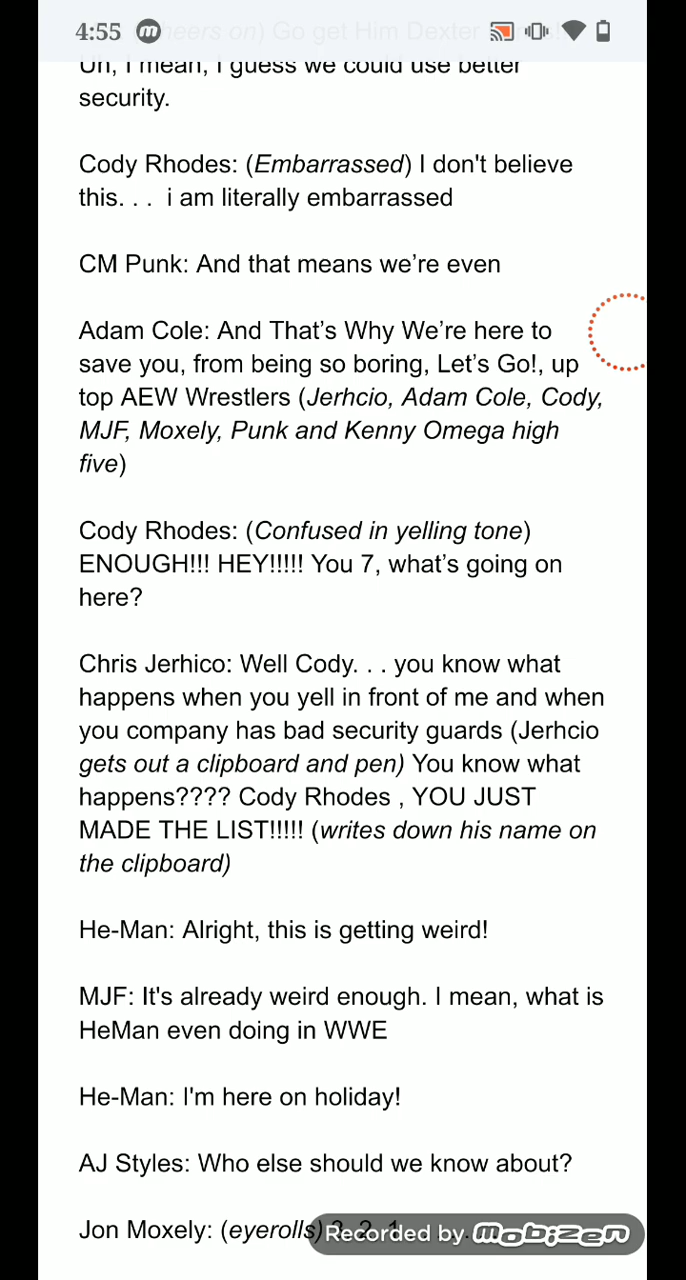 4:55
heers on) Go get Him Dexter
Uh, I mean, I guess we could use better
security.
Cody Rhodes: (Embarrassed) I don't believe
this. . .  i am literally embarrassed
CM Punk: And that means we’re even
Adam Cole: And That’s Why We’re here to
save you, from being so boring, Let’s Go!, up
top AEW Wrestlers (Jerhcio, Adam Cole, Cody,
MJF, Moxely, Punk and Kenny Omega high
five)
Cody Rhodes: (Confused in yelling tone)
ENOUGH!!! HEY!!!!! You 7, what’s going on
here?
Chris Jerhico: Well Cody. . . you know what
happens when you yell in front of me and when
you company has bad security guards (Jerhcio
gets out a clipboard and pen) You know what
happens???? Cody Rhodes , YOU JUST
MADE THE LIST!!!!! (writes down his name on
the clipboard)
He-Man: Alright, this is getting weird!
MJF: It's already weird enough. I mean, what is
HeMan even doing in WWE
He-Man: I'm here on holiday!
AJ Styles: Who else should we know about?
Jon Moxely: (eyerolls)
Recorded by mobizen